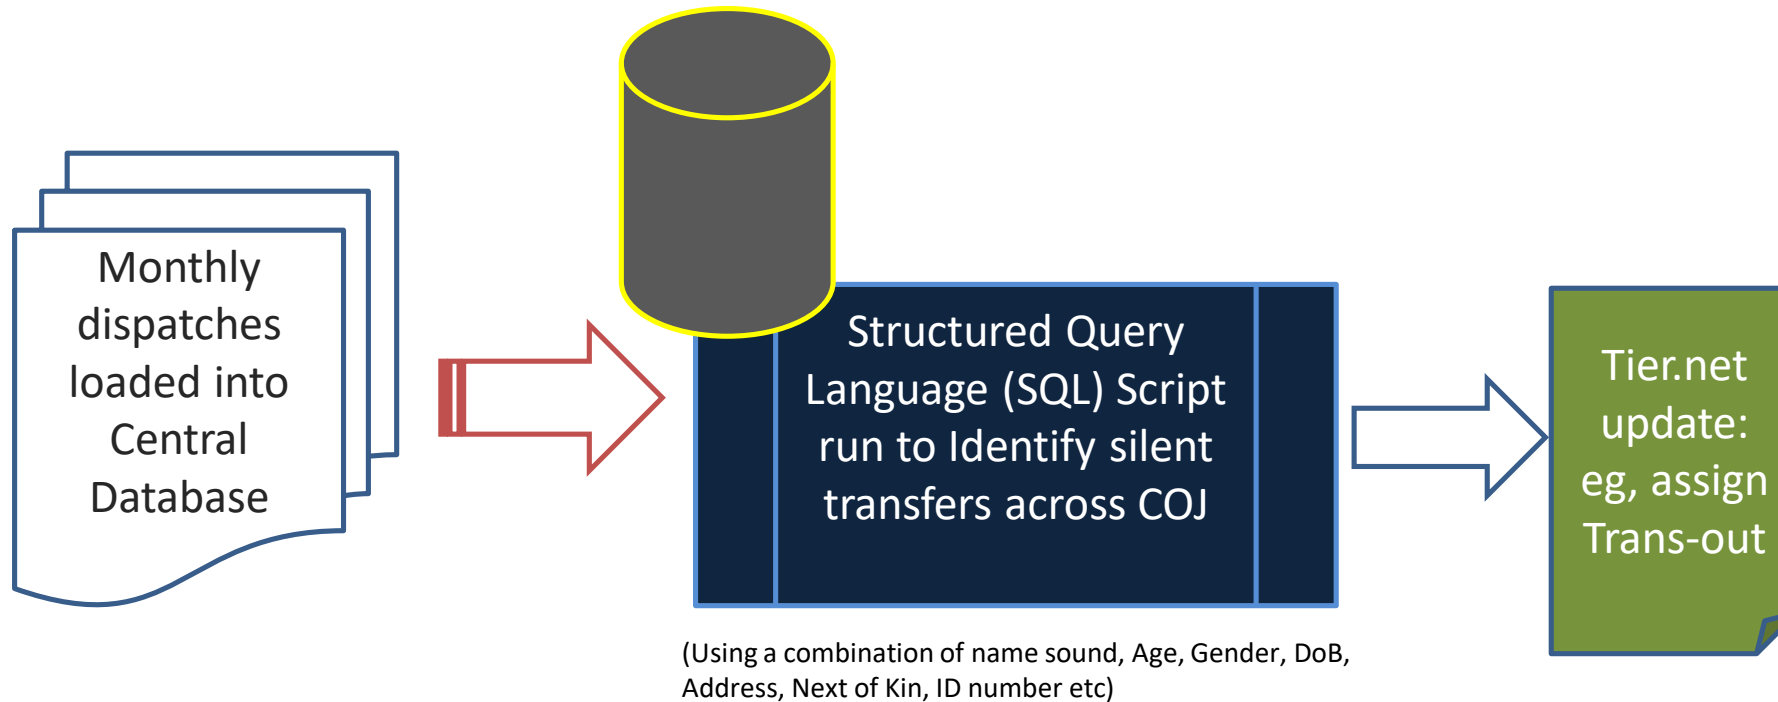 Monthly
dispatches
loaded into
Central
Database
Structured Query
Language (SQL) Script
run to Identify silent
transfers across COJ
(Using a combination of name sound, Age, Gender, DoB,
Address, Next of Kin, ID number etc)
Tier.net
update:
eg, assign
Trans-out